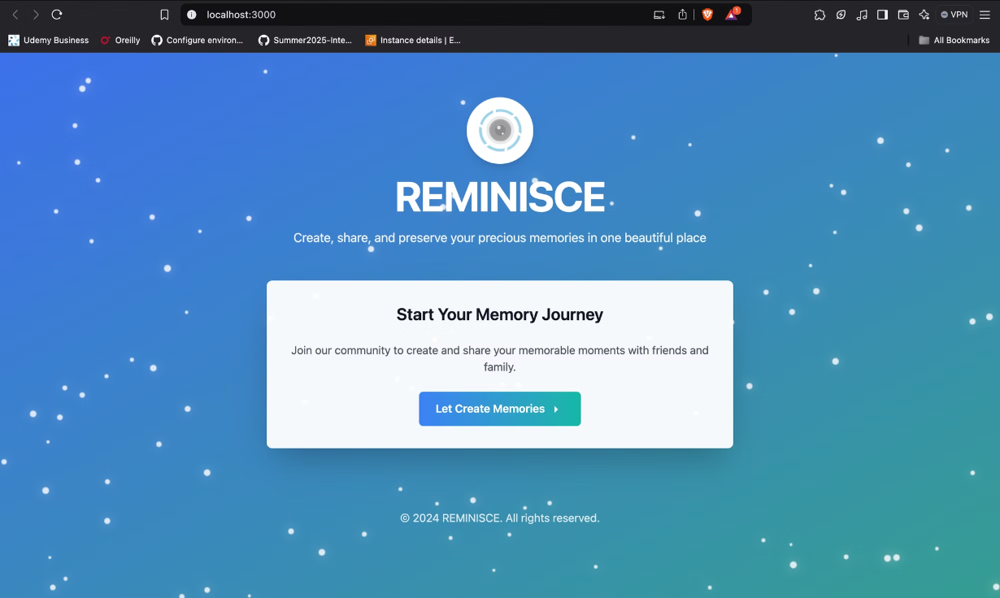 localhost:3000
1
VPN
Udemy Business
Oreilly
Configure environ...
Summer2025-Inte...
Instance details | E...
All Bookmarks
REMINISCE
Create, share, and preserve your precious memories in one beautiful place
Start Your Memory Journey
Join our community to create and share your memorable moments with friends and
family.
Let Create Memories
© 2024 REMINISCE. All rights reserved.